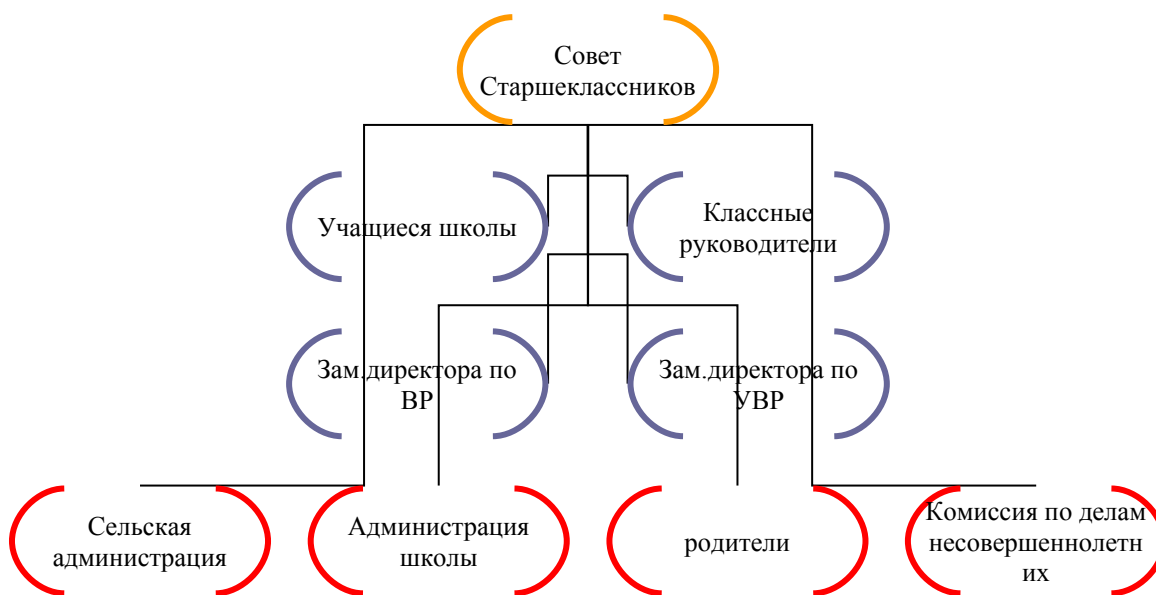 Совет
Старшеклассников
Учащиеся школы
Классные
руководители
Зам.директора по
ВР
Зам.директора по
УВР
Сельская
администрация
Администрация
школы
родители
Комиссия по делам
несовершеннолетн
их